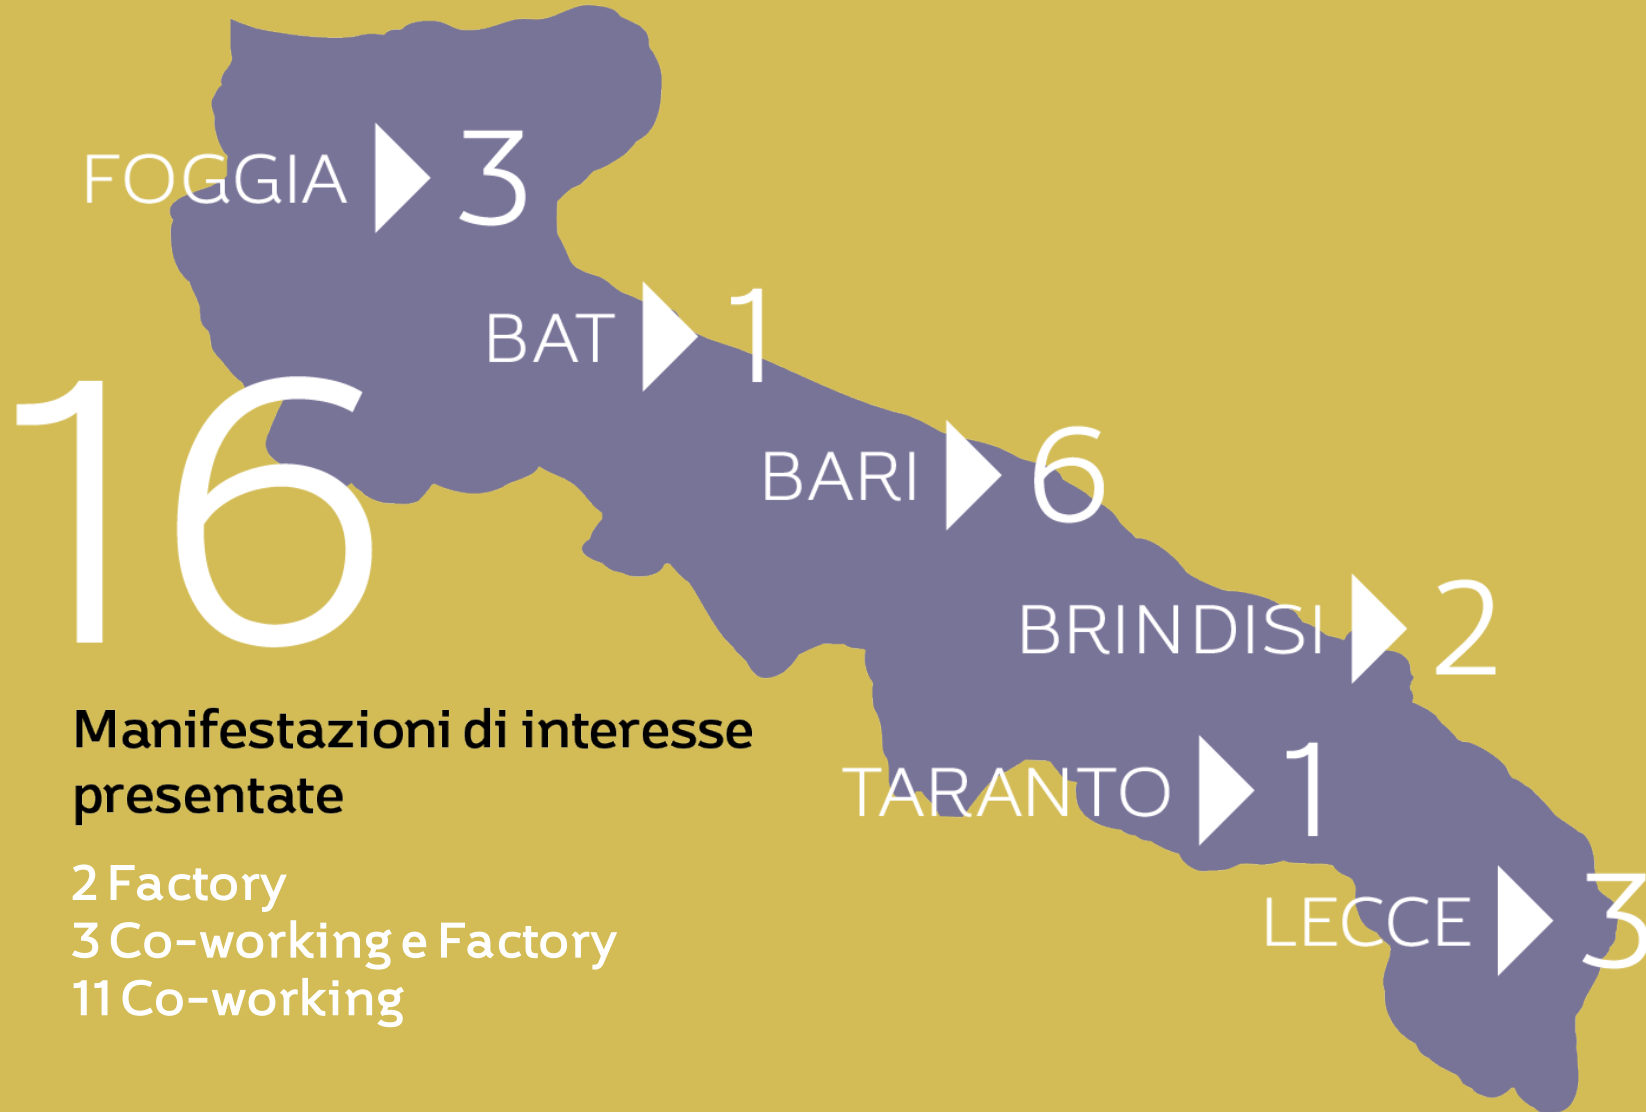 FOGGIA 3
BAT 1
BARI 6
BRINDISI 2
TARANTO 1
LECCE 3
16
Manifestazioni di interesse
presentate
2 Factory
3 Co-working e Factory
11 Co-working